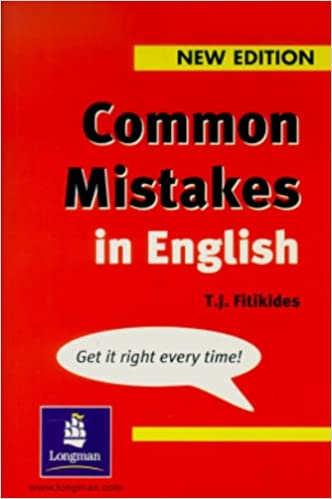 NEW EDITION
Common
Mistakes
in English
T.J. Fitikides
Get it right every time!
Longman
www.longman.com